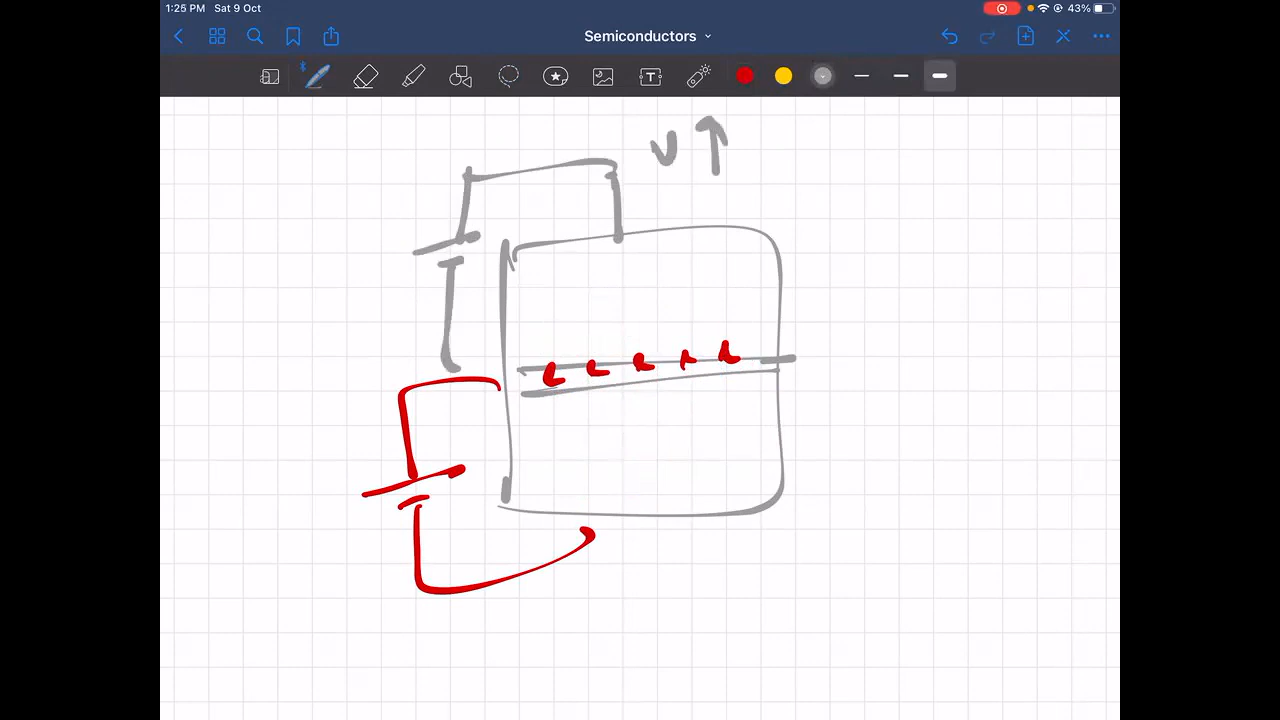 1:25 PM Sat 9 Oct 43%
Semiconductors
T
V ↑